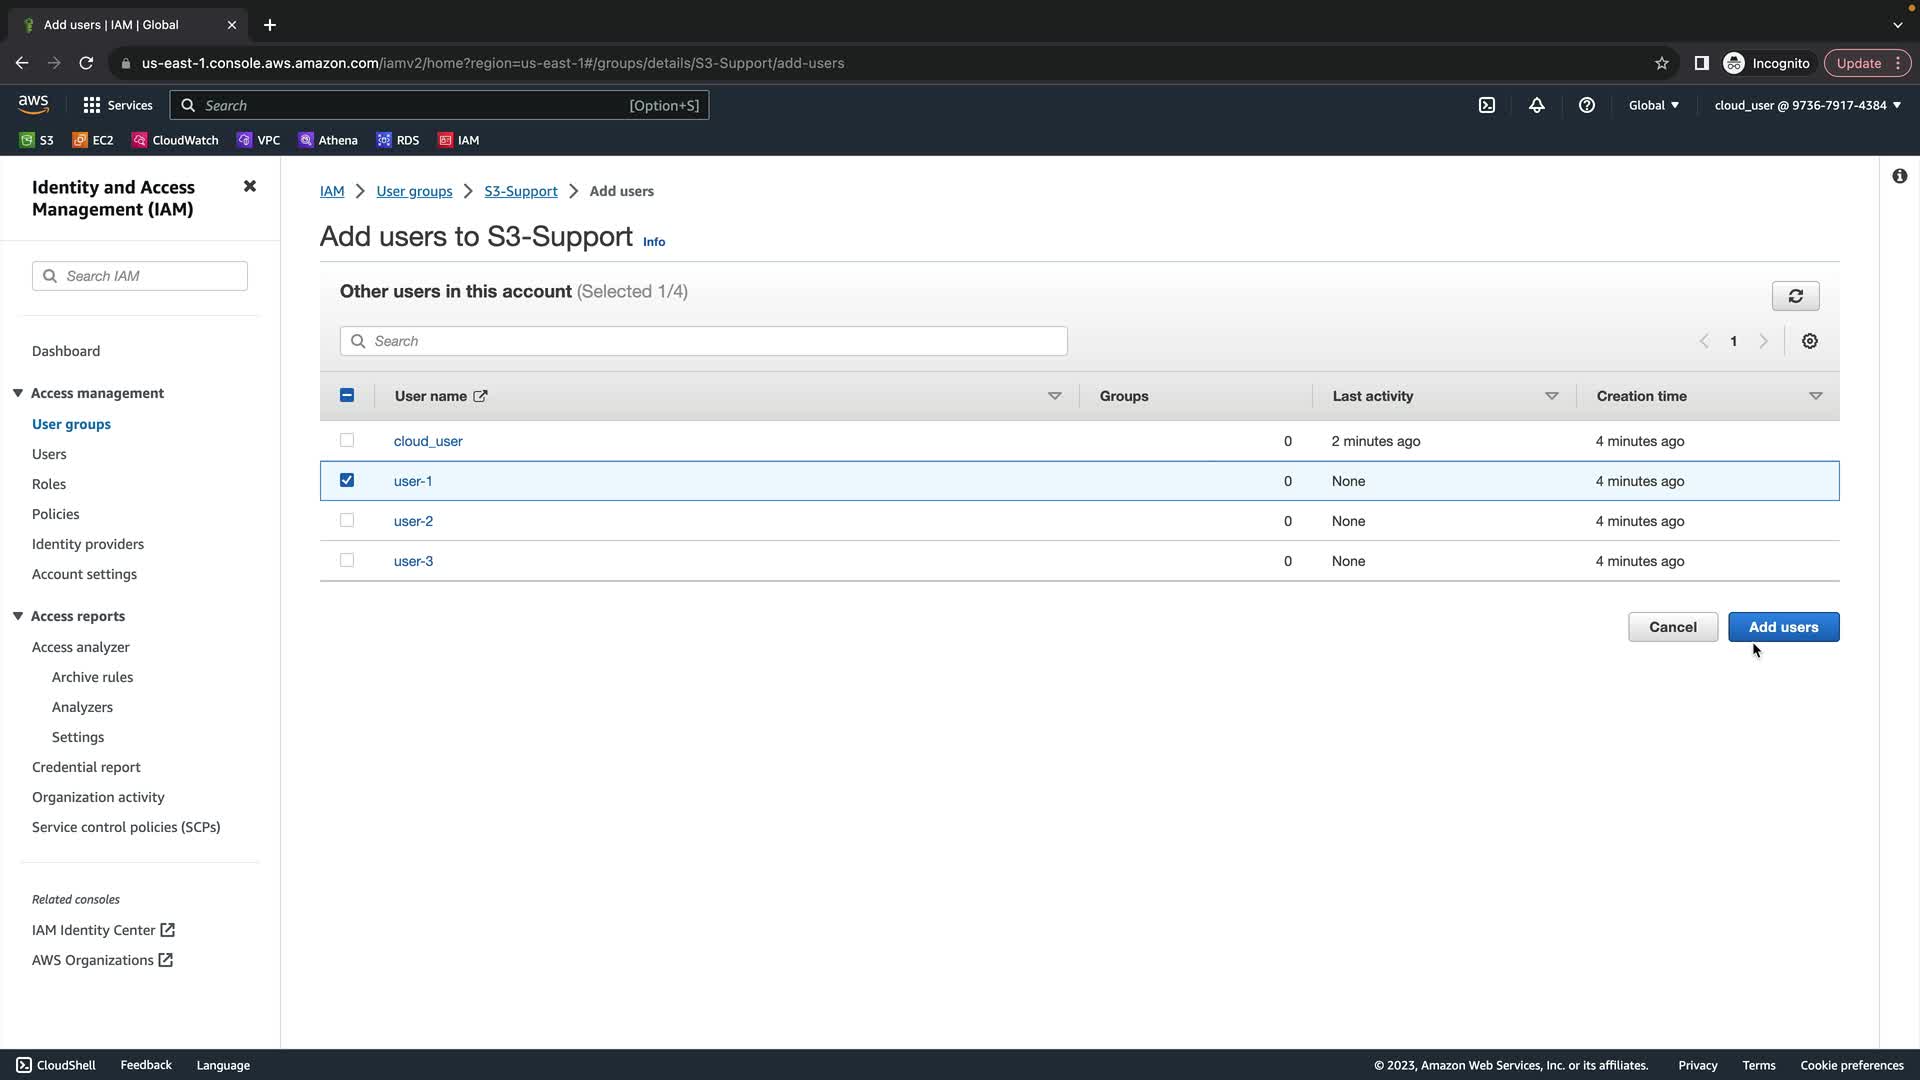 Add users | IAM | Global
us-east-1.console.aws.amazon.com/iamv2/home?region=us-east-1#/groups/details/S3-Support/add-users
Incognito
Update
aws
Services
Search
[Option+S]
Global
cloud_user @ 9736-7917-4384
S3
EC2
CloudWatch
VPC
Athena
RDS
IAM
Identity and Access
Management (IAM)
Search IAM
Dashboard
Access management
User groups
Users
Roles
Policies
Identity providers
Account settings
Access reports
Access analyzer
Archive rules
Analyzers
Settings
Credential report
Organization activity
Service control policies (SCPs)
Related consoles
IAM Identity Center
AWS Organizations
IAM > User groups > S3-Support > Add users
Add users to S3-Support Info
Other users in this account (Selected 1/4)
Search
1
User name Groups Last activity Creation time
cloud_user 0 2 minutes ago 4 minutes ago
user-1 0 None 4 minutes ago
user-2 0 None 4 minutes ago
user-3 0 None 4 minutes ago
Cancel
Add users
CloudShell
Feedback
Language
© 2023, Amazon Web Services, Inc. or its affiliates.
Privacy
Terms
Cookie preferences